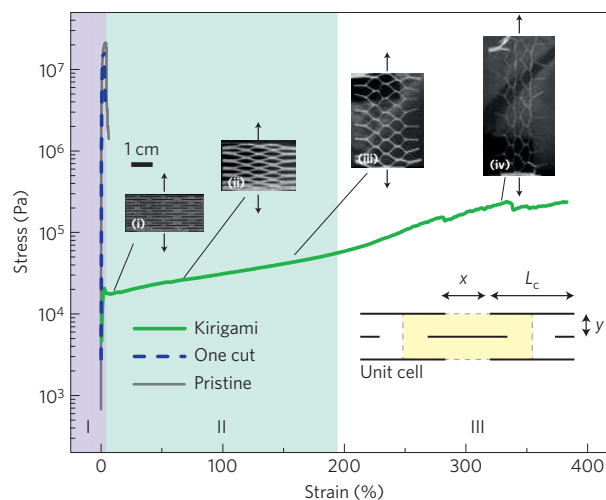 10⁷
10⁶
10⁵
10⁴
10³
Stress (Pa)
1 cm
(i)
(ii)
(iii)
(iv)
Kirigami
One cut
Pristine
x
L_c
y
Unit cell
I
II
III
0
100
200
300
400
Strain (%)